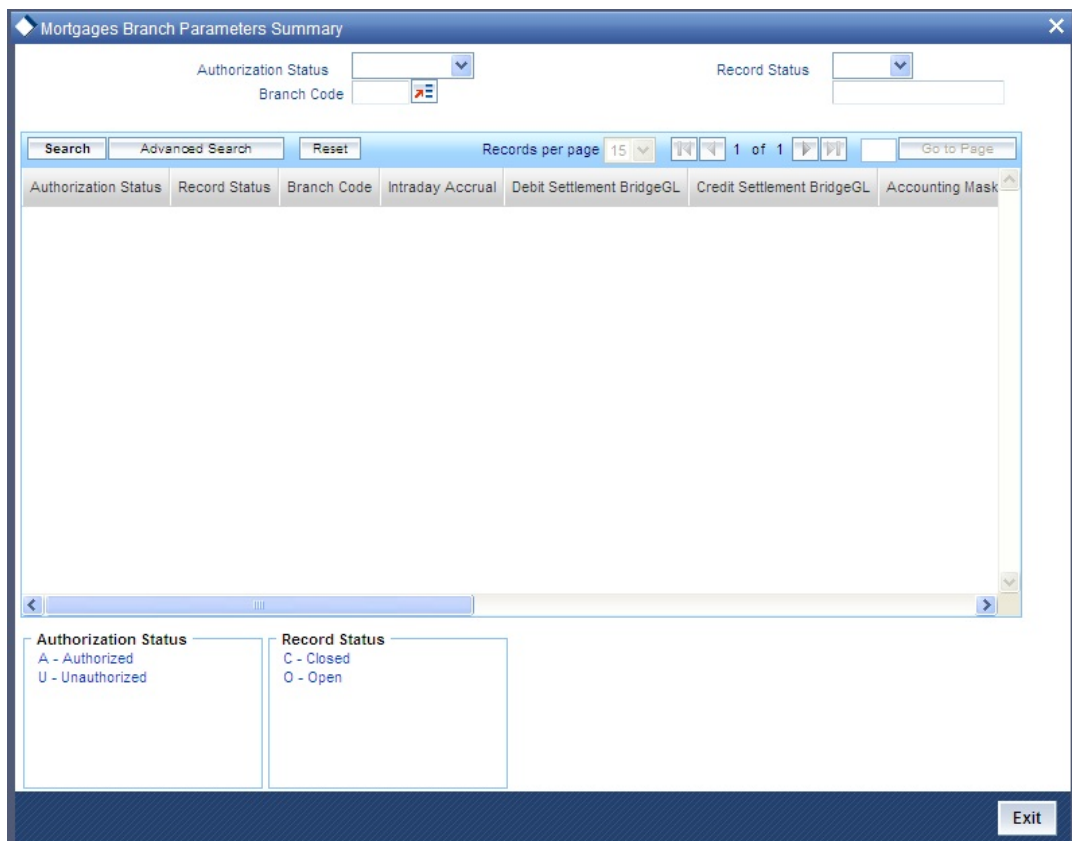 Mortgages Branch Parameters Summary
Authorization Status
Record Status
Branch Code
Search Advanced Search Reset Records per page 15 1 of 1 Go to Page
Authorization Status Record Status Branch Code Intraday Accrual Debit Settlement BridgeGL Credit Settlement BridgeGL Accounting Mask
Authorization Status
A - Authorized
U - Unauthorized
Record Status
C - Closed
O - Open
Exit